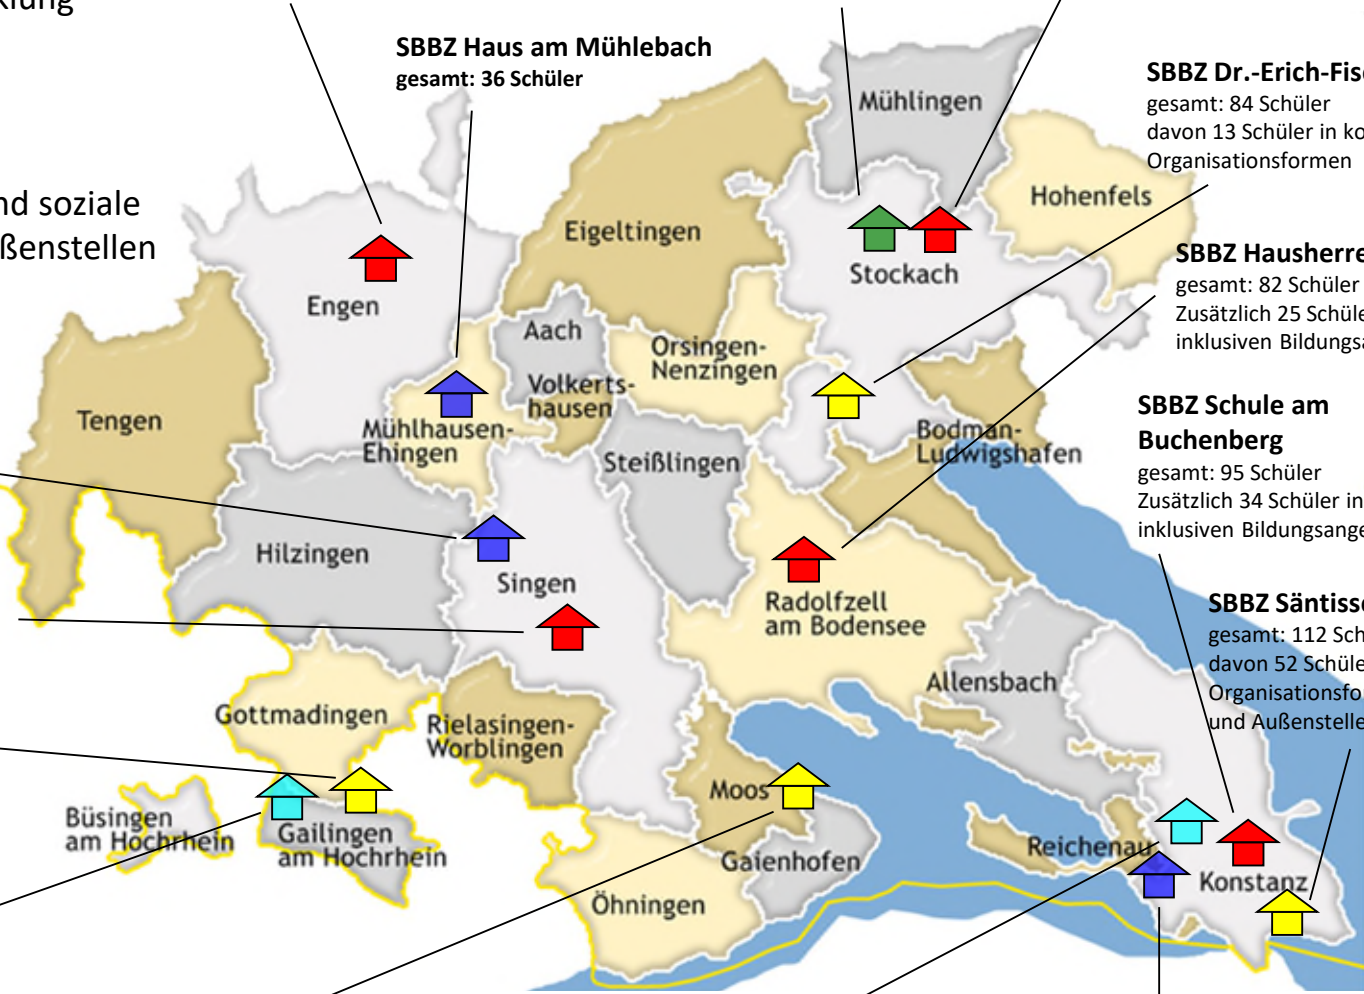 SBBZ Haus am Mühlebach
gesamt: 36 Schüler
SBBZ Dr.-Erich-Fis
gesamt: 84 Schüler
davon 13 Schüler in ko
Organisationsformen
nd soziale
ßenstellen
SBBZ Hausherre
gesamt: 82 Schüler
Zusätzlich 25 Schüle
inklusiven Bildungsa
SBBZ Schule am
Buchenberg
gesamt: 95 Schüler
Zusätzlich 34 Schüler in
inklusiven Bildungsange
SBBZ Säntissc
gesamt: 112 Sch
davon 52 Schüle
Organisationsfo
und Außenstelle
Mühlingen
Hohenfels
Eigeltingen
Stockach
Engen
Aach
Orsingen-
Nenzingen
Volkerts-
hausen
Tengen
Mühlhausen-
Ehingen
Bodman-
Ludwigshafen
Steißlingen
Hilzingen
Singen
Radolfzell
am Bodensee
Allensbach
Gottmadingen
Rielasingen-
Worblingen
Moos
Büsingen
am Hochrhein
Gailingen
am Hochrhein
Reichenau
Gaienhofen
Konstanz
Öhningen